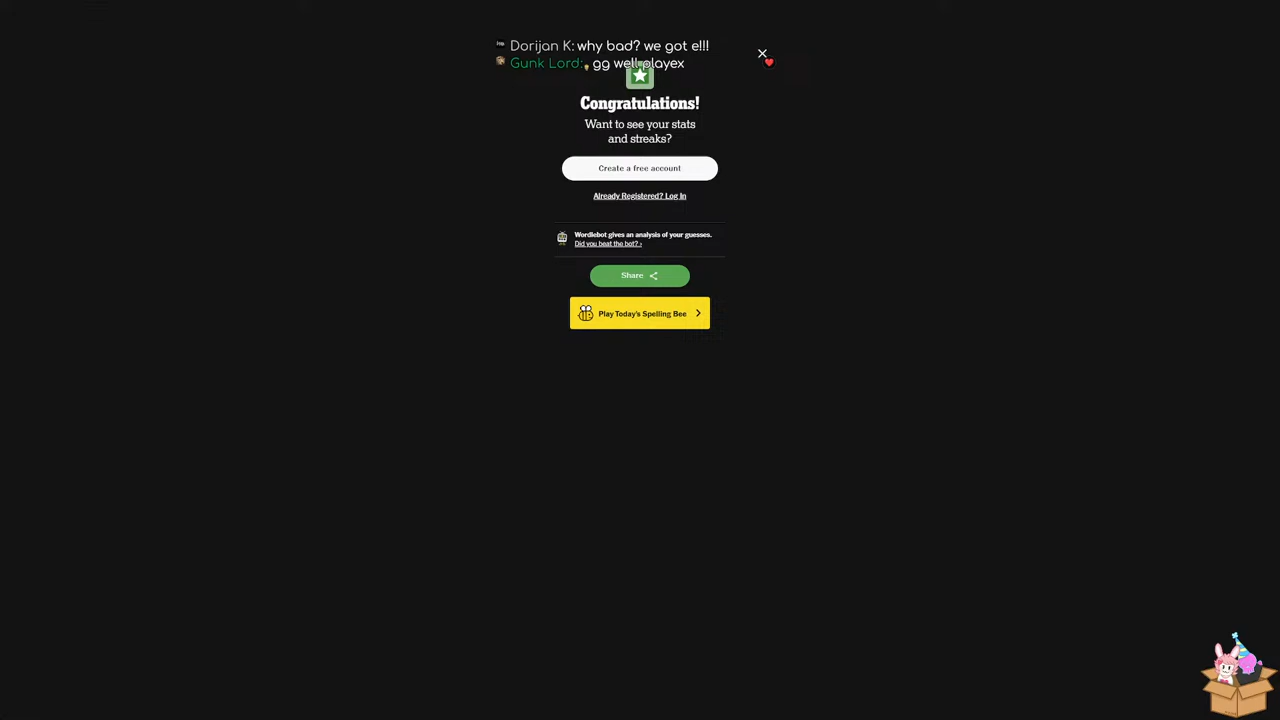 Dorijan K: why bad? we got e!!!
Gunk Lord: gg well playex
Congratulations!
Want to see your stats
and streaks?
Create a free account
Already Registered? Log In
Wordlebot gives an analysis of your guesses.
Did you beat the bot? ›
Share
Play Today's Spelling Bee